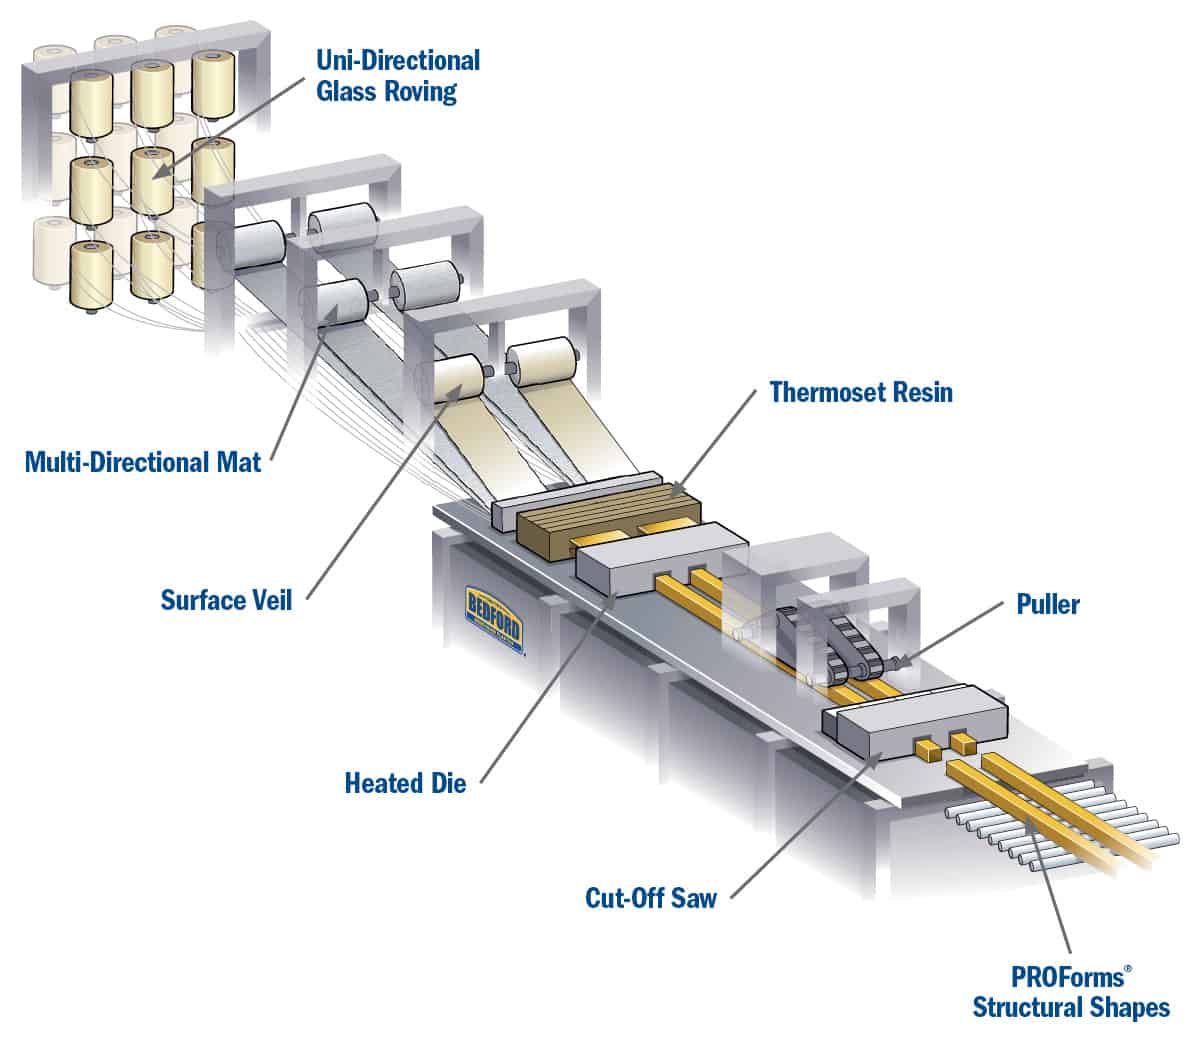 Uni-Directional
Glass Roving
Thermoset Resin
Multi-Directional Mat
Surface Veil
BEDFORD
Puller
Heated Die
Cut-Off Saw
PROForms®
Structural Shapes